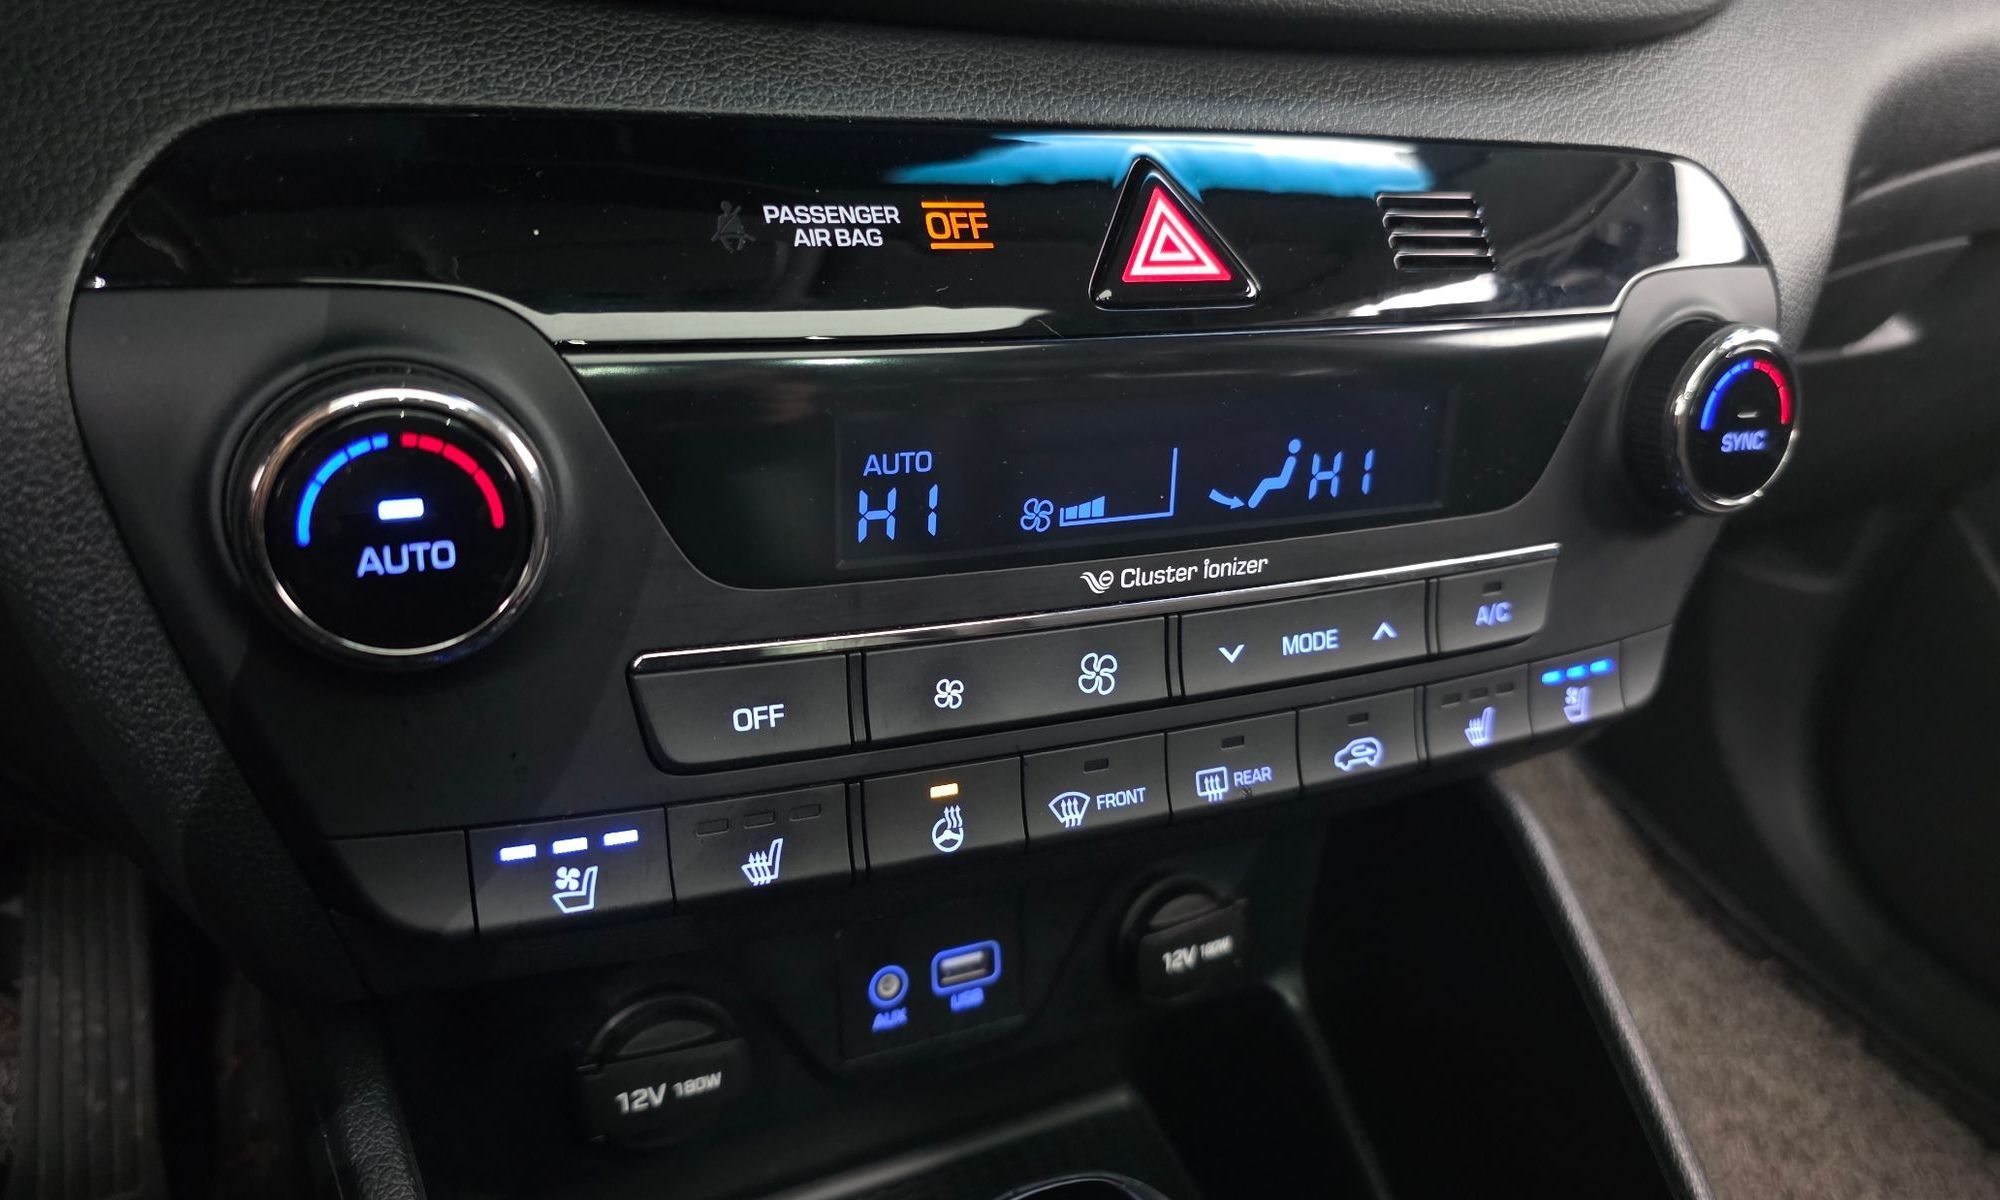 PASSENGER
AIR BAG
OFF
AUTO
HI
HI
AUTO
SYNC
Cluster ionizer
OFF
MODE
A/C
FRONT
REAR
AUX
USB
12V 180W
12V 180W